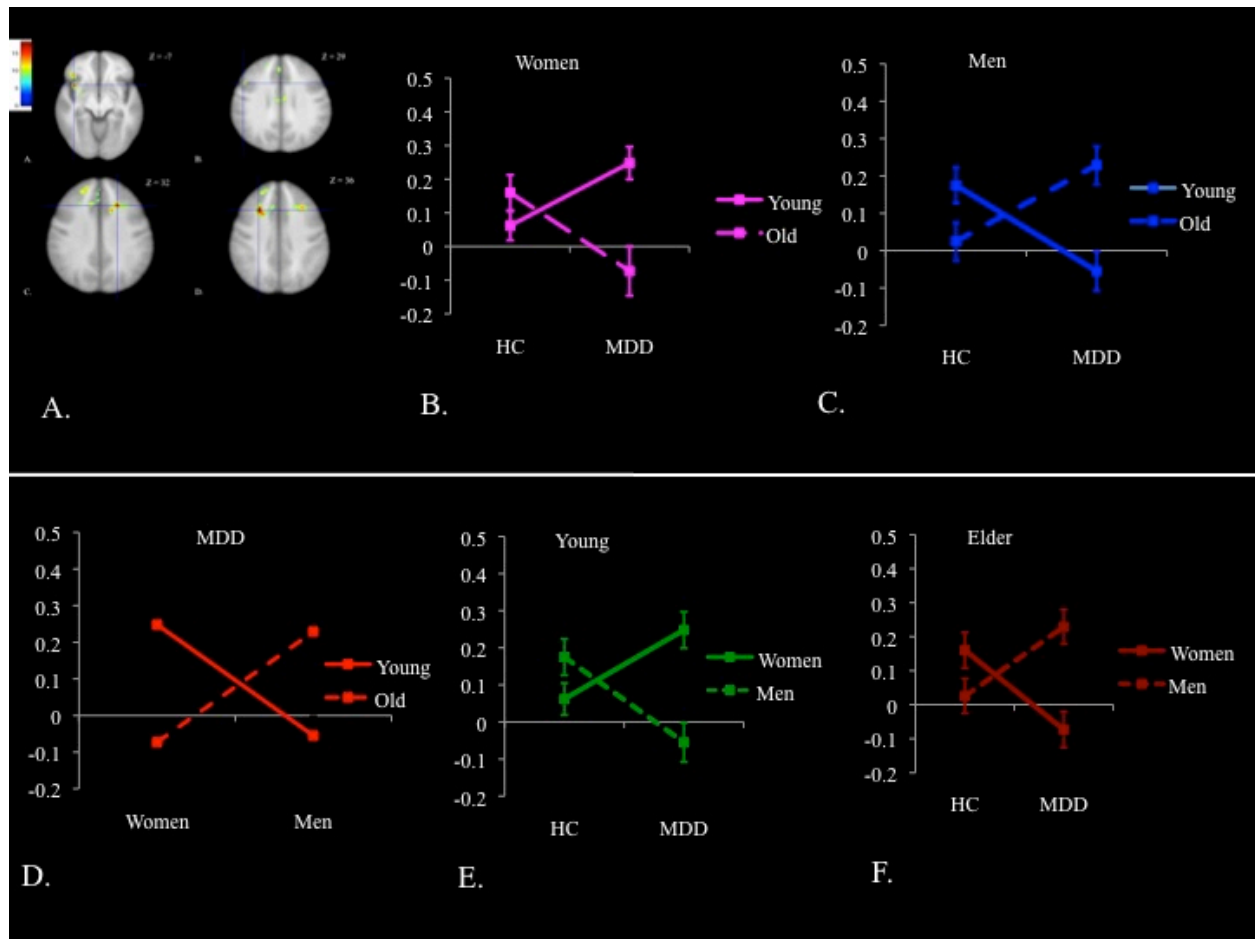 Z = -7
Z = 29
A.
B.
Z = 32
Z = 36
C.
D.
A.
Women
0.5
0.4
0.3
0.2
0.1
0
-0.1
-0.2
HC MDD
Young
Old
B.
Men
0.5
0.4
0.3
0.2
0.1
0
-0.1
-0.2
HC MDD
Young
Old
C.
MDD
0.5
0.4
0.3
0.2
0.1
0
-0.1
-0.2
Women Men
Young
Old
D.
Young
0.5
0.4
0.3
0.2
0.1
0
-0.1
-0.2
HC MDD
Women
Men
E.
Elder
0.5
0.4
0.3
0.2
0.1
0
-0.1
-0.2
HC MDD
Women
Men
F.